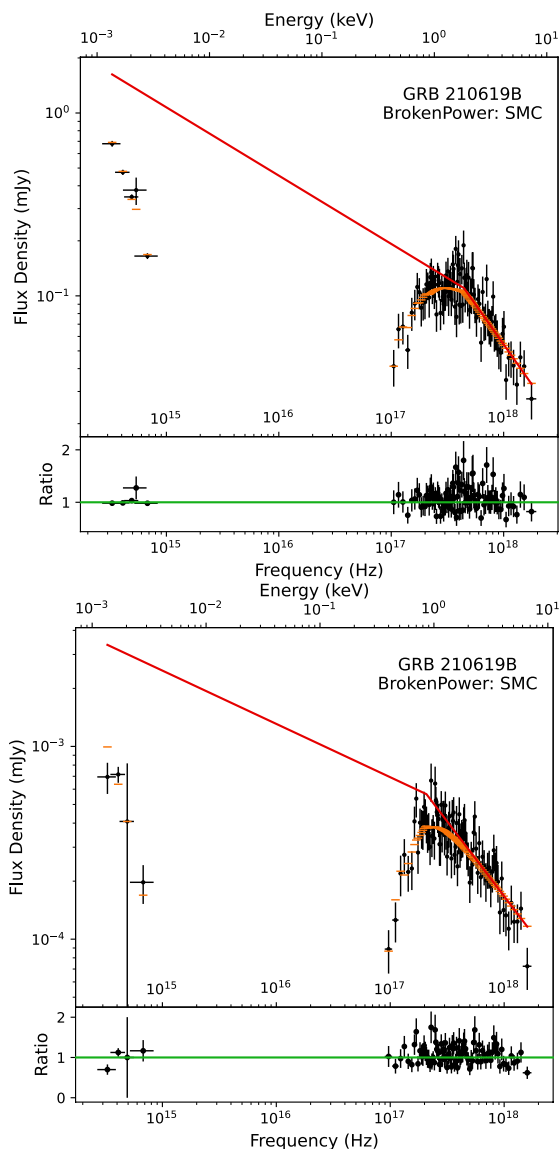 Energy (keV)
10⁻³ 10⁻² 10⁻¹ 10⁰ 10¹
GRB 210619B
BrokenPower: SMC
Flux Density (mJy)
10⁰
10⁻¹
10¹⁵ 10¹⁶ 10¹⁷ 10¹⁸
Ratio
2
1
10¹⁵ 10¹⁶ 10¹⁷ 10¹⁸
Frequency (Hz)
Energy (keV)
10⁻³ 10⁻² 10⁻¹ 10⁰ 10¹
GRB 210619B
BrokenPower: SMC
Flux Density (mJy)
10⁻³
10⁻⁴
10¹⁵ 10¹⁶ 10¹⁷ 10¹⁸
Ratio
2
1
0
10¹⁵ 10¹⁶ 10¹⁷ 10¹⁸
Frequency (Hz)